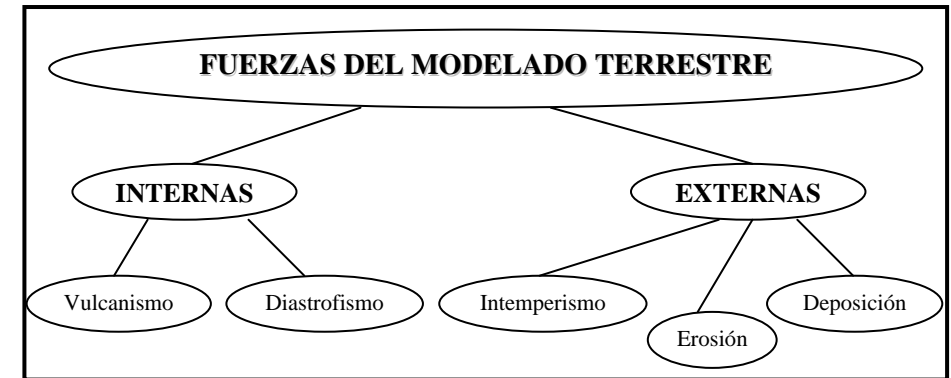 FUERZAS DEL MODELADO TERRESTRE
INTERNAS
EXTERNAS
Vulcanismo
Diastrofismo
Intemperismo
Erosión
Deposición